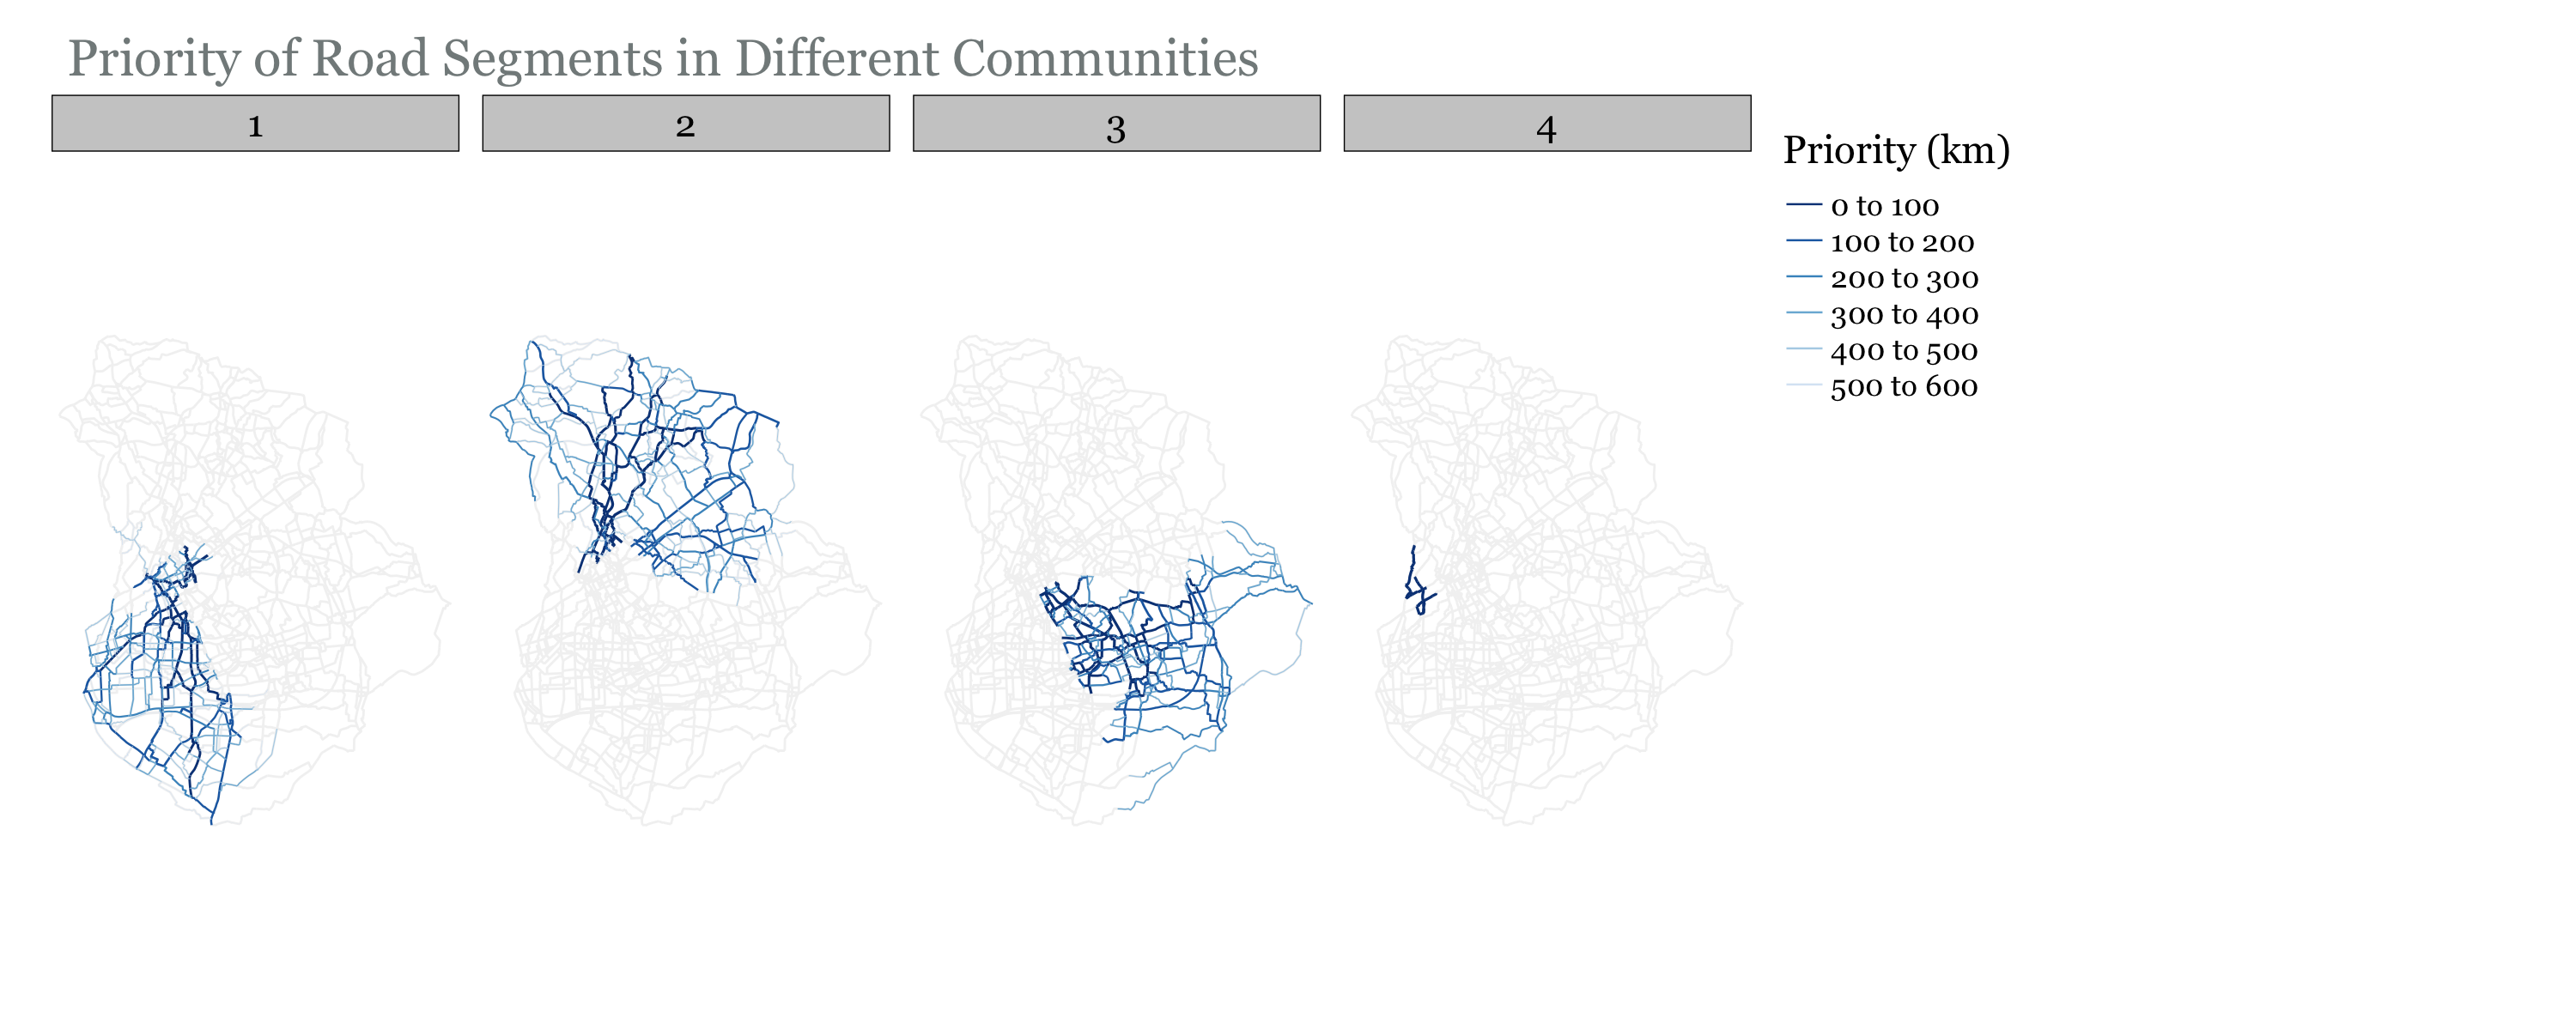 Priority of Road Segments in Different Communities
1
2
3
4
Priority (km)
0 to 100
100 to 200
200 to 300
300 to 400
400 to 500
500 to 600